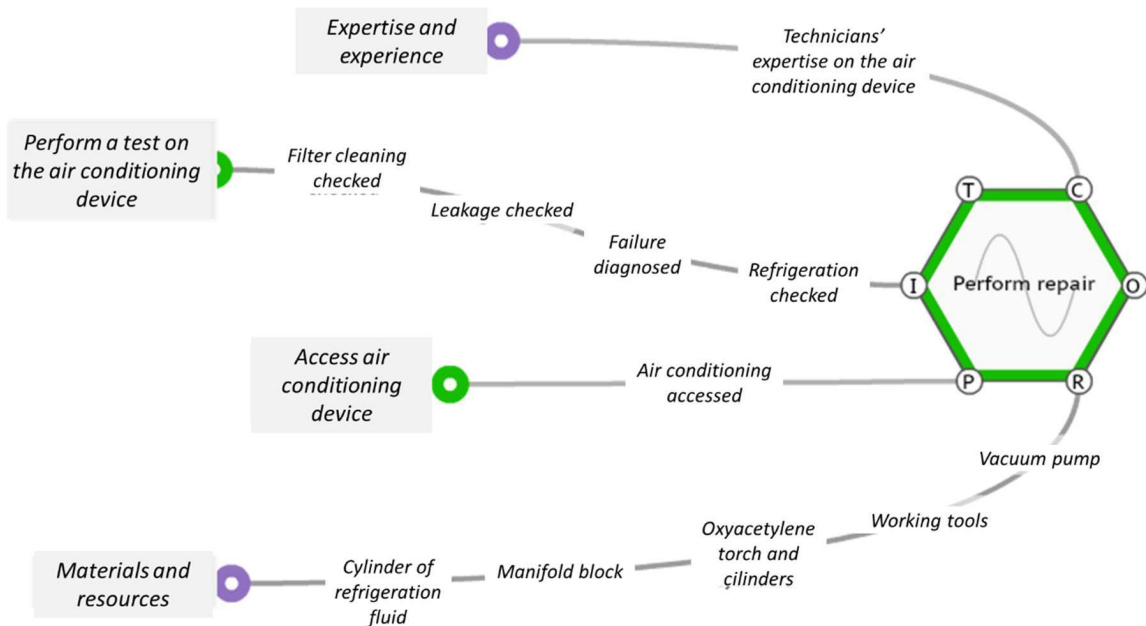 Expertise and
experience
Technicians’
expertise on the air
conditioning device
Perform a test on
the air conditioning
device
Filter cleaning
checked
Leakage checked
Failure
diagnosed
Refrigeration
checked
T
C
I
Perform repair
O
P
R
Access air
conditioning
device
Air conditioning
accessed
Vacuum pump
Working tools
Oxyacetylene
torch and
çilinders
Manifold block
Cylinder of
refrigeration
fluid
Materials and
resources